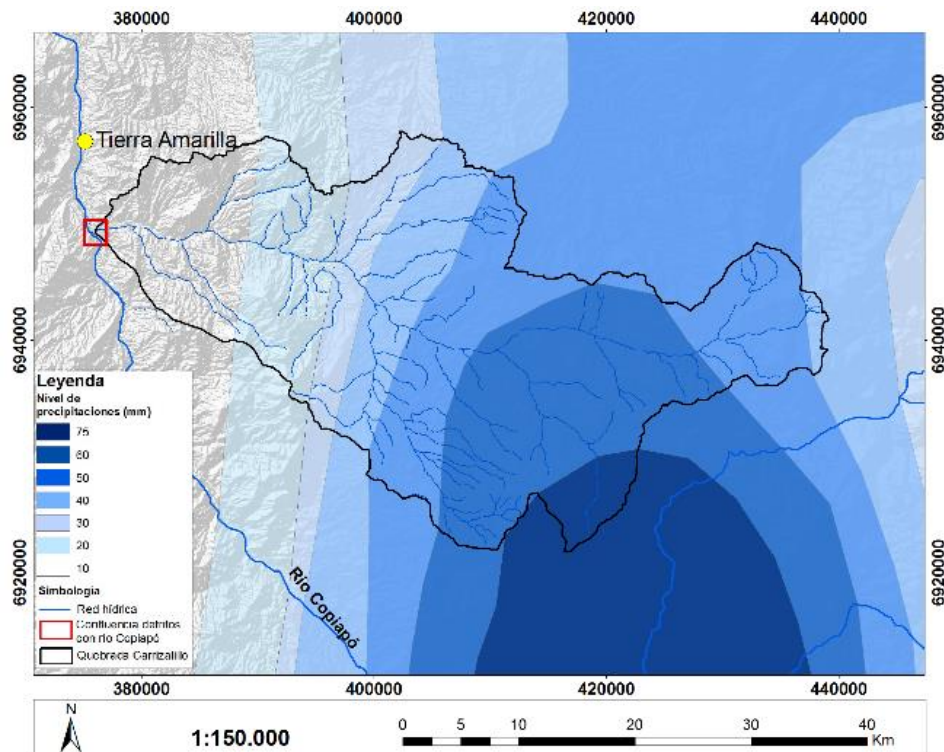 380000 400000 420000 440000
6960000 6960000
Tierra Amarilla
6940000 6940000
Leyenda
Nivel de
precipitaciones (mm)
75
60
50
40
30
20
10
Simbología
Red hídrica
Confluencia detritos
con río Copiapó
Quebrada Carrizalillo
6920000 6920000
Río Copiapó
380000 400000 420000 440000
N
1:150.000
0 5 10 20 30 40
Km